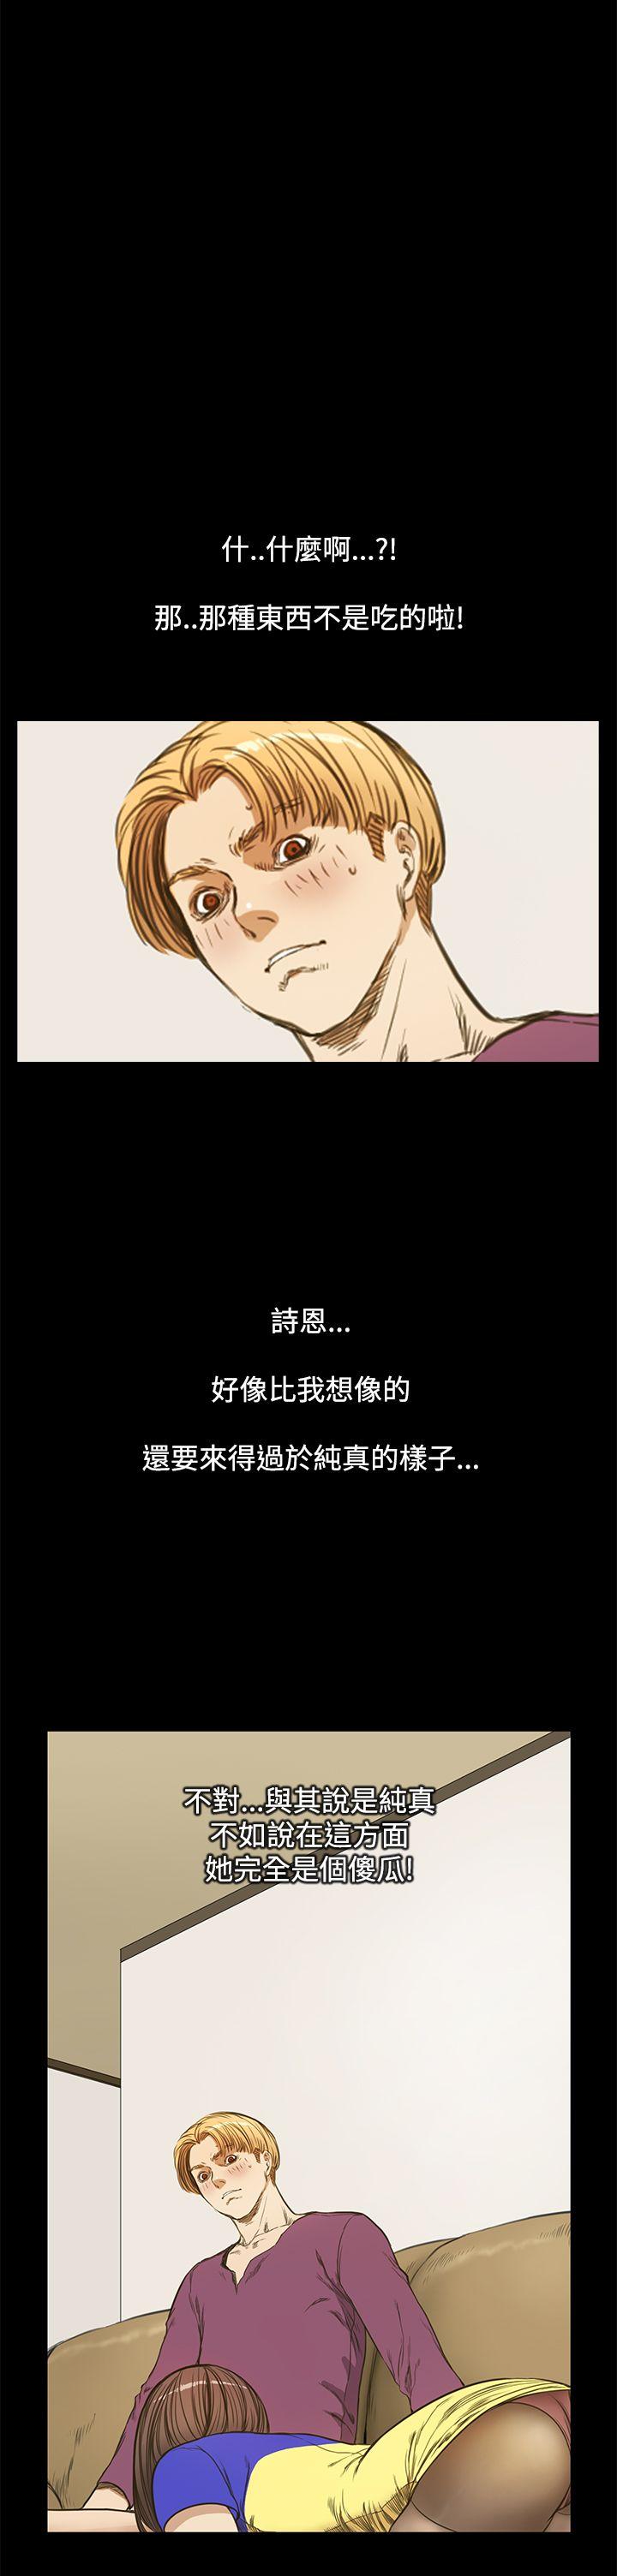 什..什麼啊...?!
那..那種東西不是吃的啦!
詩恩...
好像比我想像的
還要來得過於純真的樣子...
不對...與其說是純真
不如說在這方面
她完全是個傻瓜!